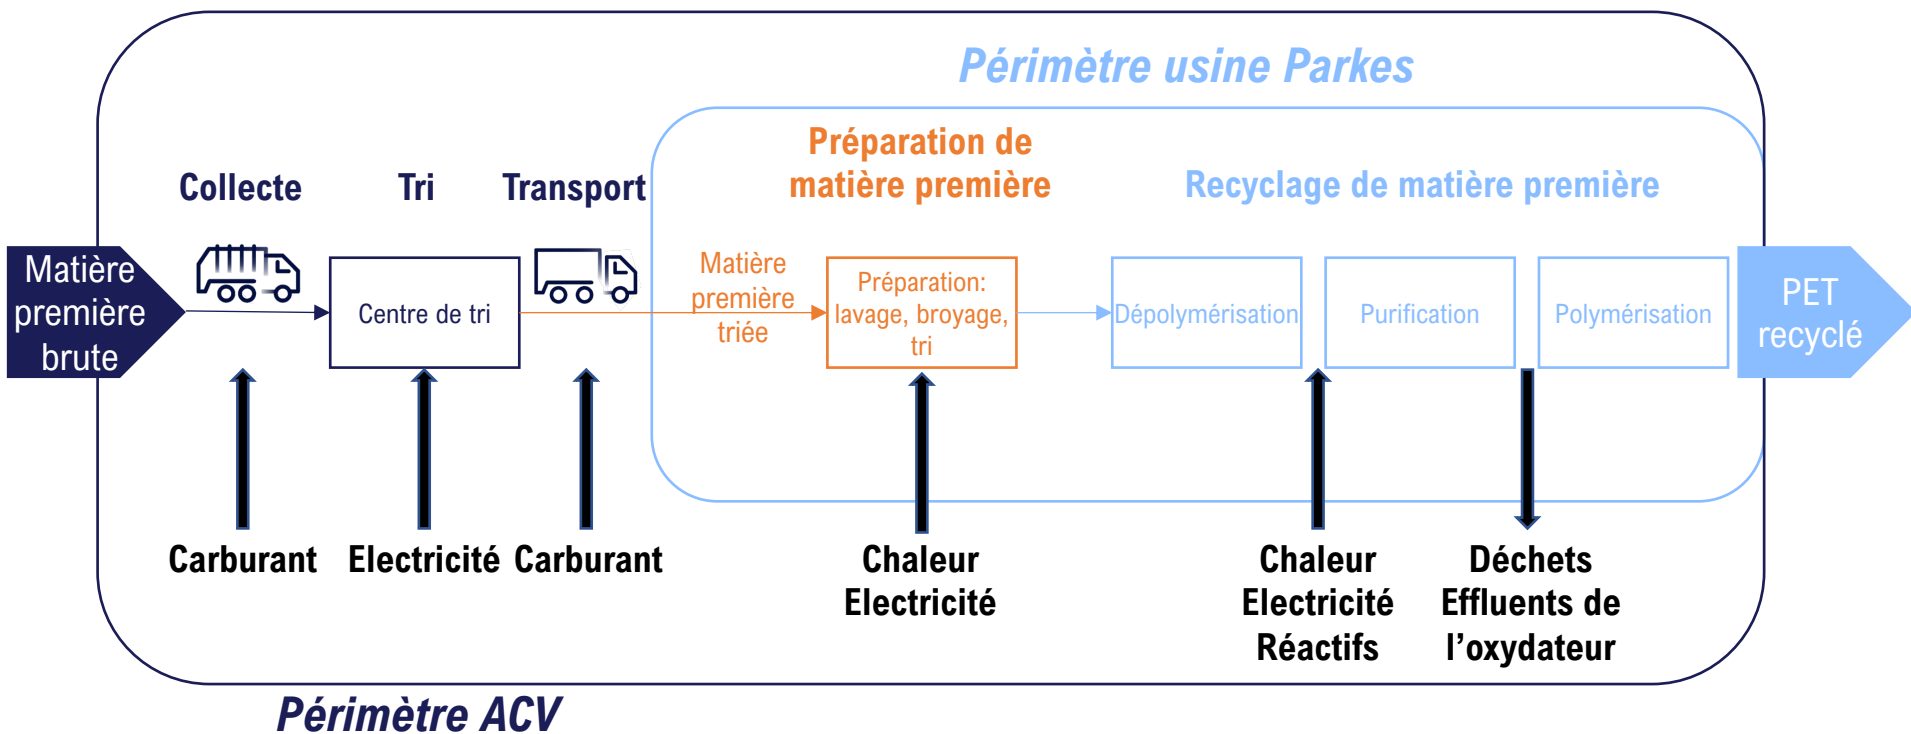 Périmètre usine Parkes
Préparation de
matière première
Collecte
Tri
Transport
Recyclage de matière première
Matière
première
brute
Centre de tri
Matière
première
triée
Préparation:
lavage, broyage,
tri
Dépolymérisation
Purification
Polymérisation
PET
recyclé
Carburant
Electricité
Carburant
Chaleur
Electricité
Chaleur
Electricité
Réactifs
Déchets
Effluents de
l'oxydateur
Périmètre ACV